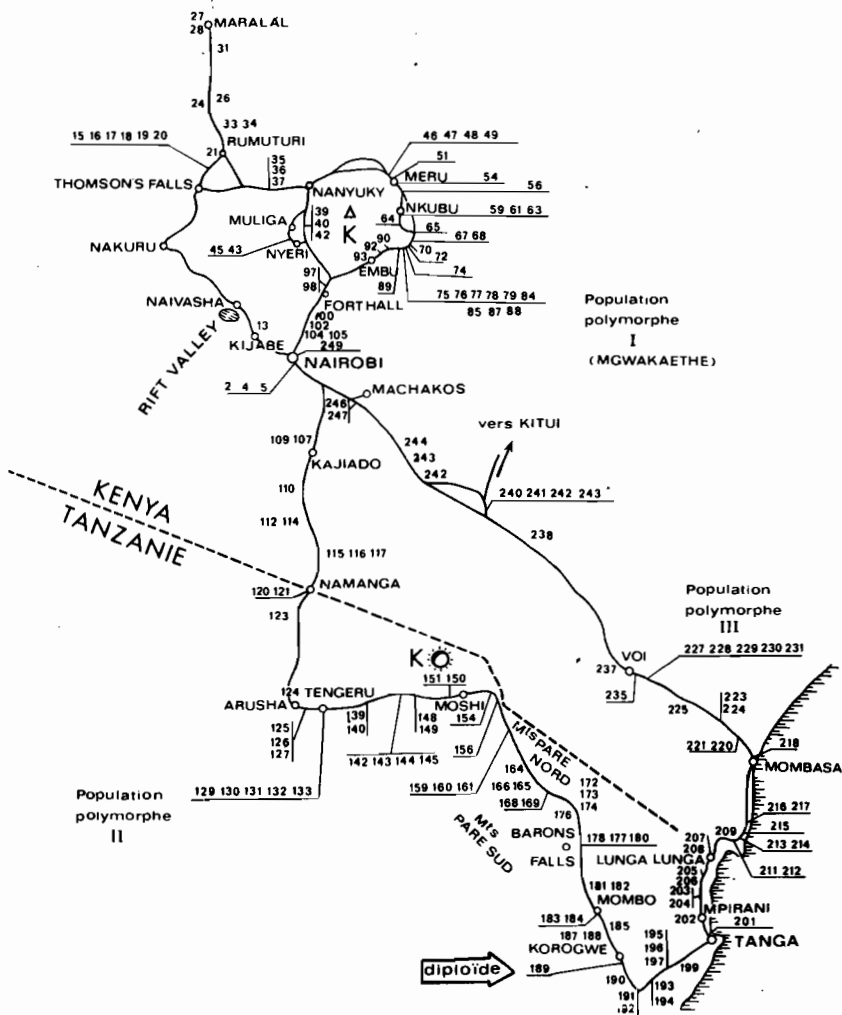 27
28 MARALAL
31
24 26
33 34
15 16 17 18 19 20
21 RUMUTURI
46 47 48 49
35
36
37
51
MERU 54
THOMSON'S FALLS
NANYUKY
56
NKUBU
59 61 63
MULIGA
39
40
42
K
64
65
67 68
NAKURU
45 43
NYERI
90
92
93
EMBU
89
70
72
74
97
98
FORT HALL
75 76 77 78 79 84
85 87 88
NAIVASHA
RIFT VALLEY
13
KIJABE
100
102
104 105
249
NAIROBI
Population
polymorphe
I
(MGWAKAETHE)
2 4 5
MACHAKOS
246
247
vers KITUI
109 107
KAJIADO
244
243
242
240 241 242 243
110
238
KENYA
TANZANIE
112 114
115 116 117
120 121
NAMANGA
123
Population
polymorphe
III
VOI
227 228 229 230 231
237
235
K
151 150
124
TENGERU
ARUSHA
MOSHI
154
223
224
225
125
126
127
139
140
148
149
156
221 220
218
MOMBASA
142 143 144 145
Mts PARE
NORD
164
159 160 161
129 130 131 132 133
166 165
168 169
172
173
174
Population
polymorphe
II
Mts
PARE SUD
176
216 217
215
BARONS
FALLS
178 177 180
207
208
209
213 214
LUNGA LUNGA
211 212
205
206
203
204
181 182
MOMBO
MPIRANI
202
201
183 184
185
187 188
195
196
197
TANGA
KOROGWE
diploïde
189
199
190
193
194
191
192